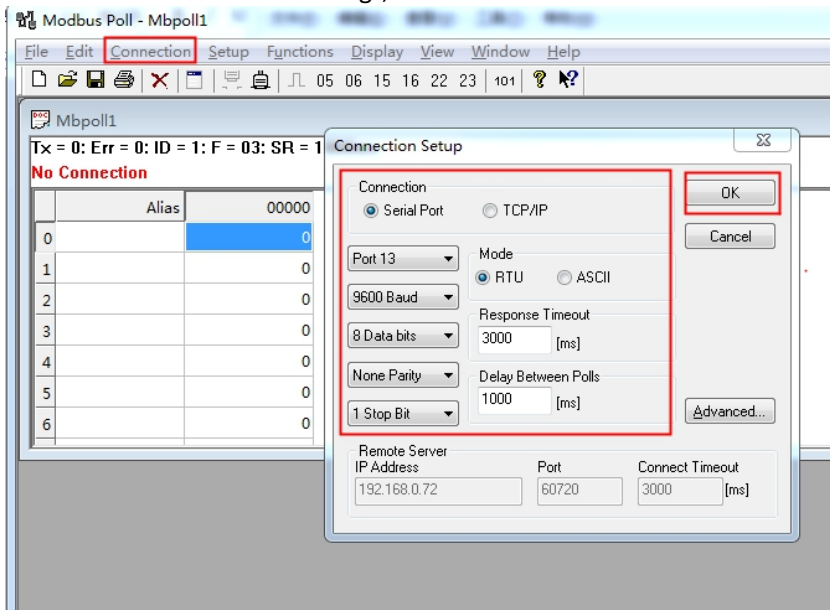 Modbus Poll - Mbpoll1
File Edit Connection Setup Functions Display View Window Help
05 06 15 16 22 23 101
Mbpoll1
Tx = 0: Err = 0: ID = 1: F = 03: SR = 1
No Connection
Alias 00000
0 0
1 0
2 0
3 0
4 0
5 0
6 0
Connection Setup
Connection
Serial Port TCP/IP
OK
Cancel
Port 13
9600 Baud
8 Data bits
None Parity
1 Stop Bit
Mode
RTU ASCII
Response Timeout
3000 [ms]
Delay Between Polls
1000 [ms]
Advanced...
Remote Server
IP Address Port Connect Timeout
192.168.0.72 60720 3000 [ms]